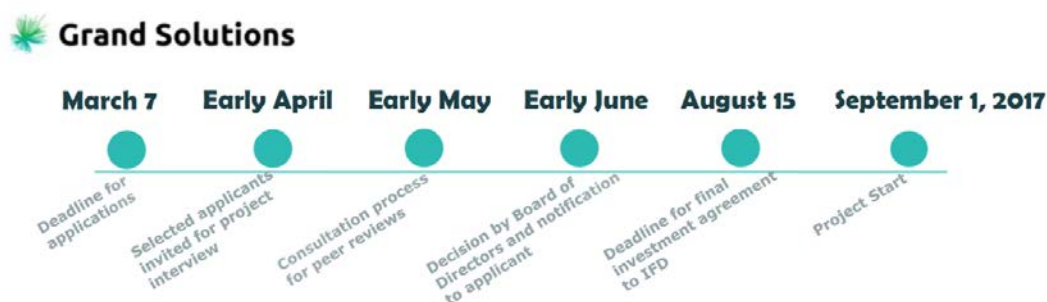 Grand Solutions
March 7
Early April
Early May
Early June
August 15
September 1, 2017
Deadline for
applications
Selected applicants
invited for project
interview
Consultation process
for peer reviews
Decision by Board of
Directors and notification
to applicant
Deadline for final
investment agreement
to IFD
Project Start